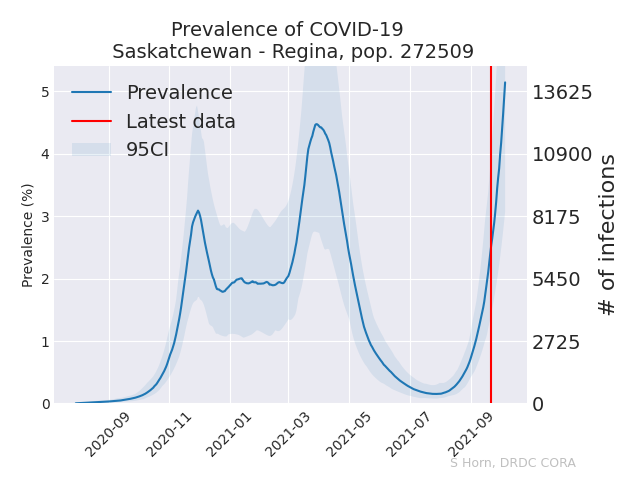 Prevalence of COVID-19
Saskatchewan - Regina, pop. 272509
Prevalence
Latest data
95CI
Prevalence (%)
5
4
3
2
1
0
13625
10900
8175
5450
2725
0
# of infections
2020-09
2020-11
2021-01
2021-03
2021-05
2021-07
2021-09
S Horn, DRDC CORA